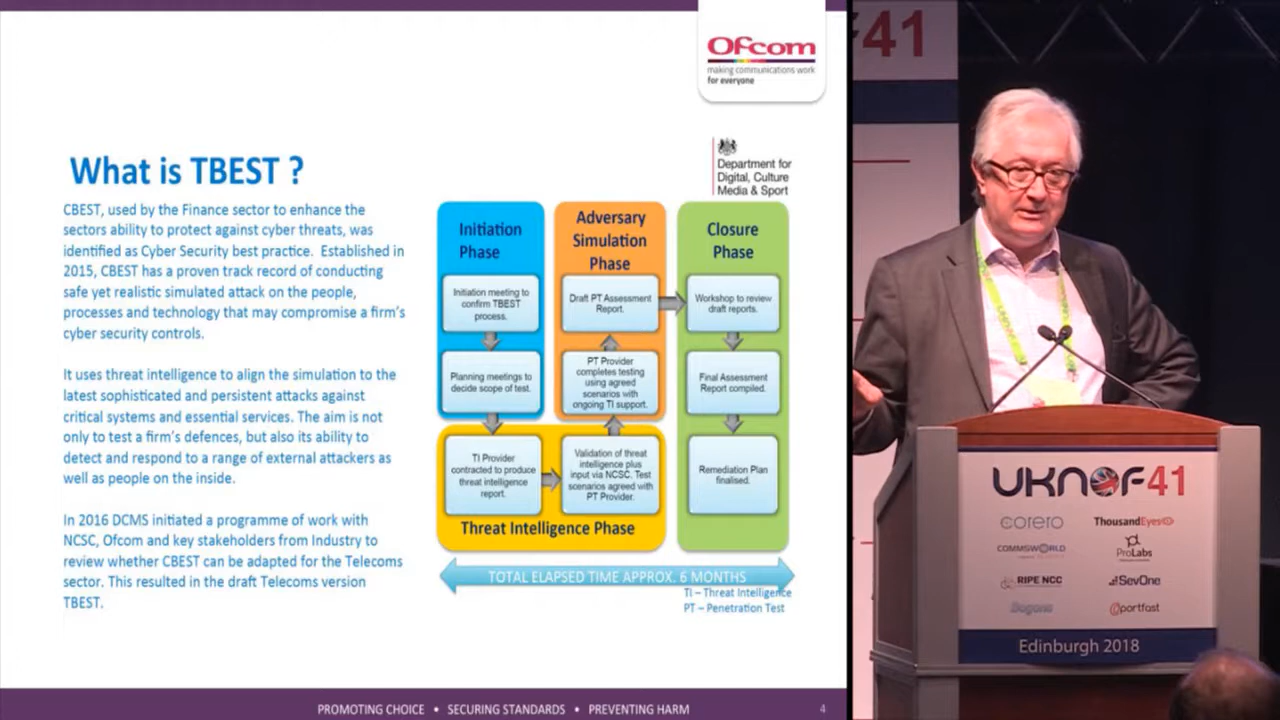 Ofcom
making communications work
for everyone
What is TBEST ?
Department for
Digital, Culture
Media & Sport
CBEST, used by the Finance sector to enhance the
sectors ability to protect against cyber threats, was
identified as Cyber Security best practice. Established in
2015, CBEST has a proven track record of conducting
safe yet realistic simulated attack on the people,
processes and technology that may compromise a firm's
cyber security controls.
It uses threat intelligence to align the simulation to the
latest sophisticated and persistent attacks against
critical systems and essential services. The aim is not
only to test a firm's defences, but also its ability to
detect and respond to a range of external attackers as
well as people on the inside.
In 2016 DCMS initiated a programme of work with
NCSC, Ofcom and key stakeholders from Industry to
review whether CBEST can be adapted for the Telecoms
sector. This resulted in the draft Telecoms version
TBEST.
Initiation
Phase
Initiation meeting to
confirm TBEST
process.
Planning meetings to
decide scope of test.
TI Provider
contracted to produce
threat intelligence
report.
Validation of threat
intelligence plus
input via NCSC. Test
scenarios agreed with
PT Provider.
Threat Intelligence Phase
Adversary
Simulation
Phase
Draft PT Assessment
Report.
PT Provider
completes testing
using agreed
scenarios with
ongoing TI support.
Closure
Phase
Workshop to review
draft reports.
Final Assessment
Report compiled.
Remediation Plan
finalised.
TOTAL ELAPSED TIME APPROX. 6 MONTHS
TI – Threat Intelligence
PT – Penetration Test
PROMOTING CHOICE • SECURING STANDARDS • PREVENTING HARM
4
F41
UKNOF
UKNOF41
corero
ThousandEyes
COMMSWORLD
ProLabs
RIPE NCC
SevOne
Bogons
portfast
Edinburgh 2018